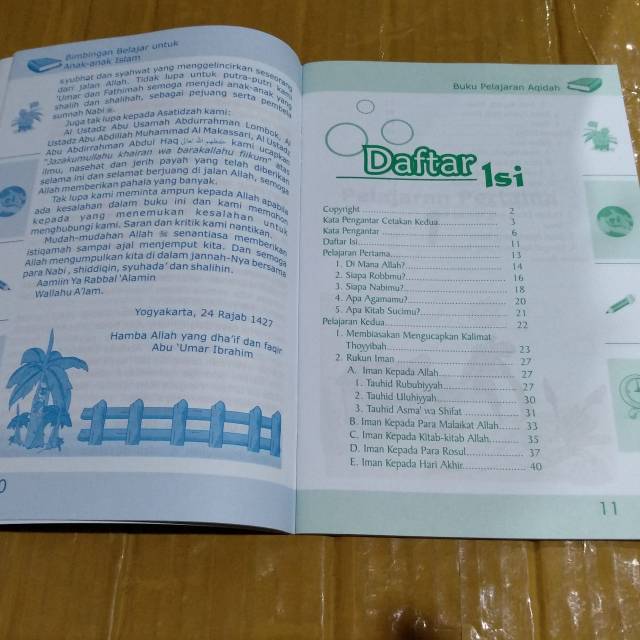 Bimbingan Belajar untuk
Anak-anak Islam
syubhat dan syahwat yang menggelincirkan seseorang
dari jalan Allah. Tidak lupa untuk putra-putri kami
'Umar dan Fathimah semoga menjadi anak-anak yang
shalih dan shalihah, sebagai pejuang serta pembela
sunnah Nabi
Juga tak lupa kepada Asatidzah kami:
Al Ustadz Abu Usamah Abdurrahman Lombok, Al
Ustadz Abu Abdillah Muhammad Al Makassari, Al Ustadz
Abu Abdirrahman Abdul Haq حفظهم الله تعالى kami ucapkan
"Jazakumullahu khairan wa barakallahu fiikum" atas
ilmu, nasehat dan jerih payah yang telah diberikan
selama ini dan selamat berjuang di jalan Allah, semoga
Allah memberikan pahala yang banyak.
Tak lupa kami meminta ampun kepada Allah apabila
ada kesalahan dalam buku ini dan kami memohon
kepada yang menemukan kesalahan untuk
menghubungi kami. Saran dan kritik kami nantikan.
Mudah-mudahan Allah senantiasa memberikan
istiqamah sampai ajal menjemput kita. Dan semoga
Allah mengumpulkan kita di dalam jannah-Nya bersama
para Nabi, shiddiqin, syuhada' dan shalihin.
Aamiin Ya Rabbal 'Alamin
Wallahu A'lam.
Yogyakarta, 24 Rajab 1427
Hamba Allah yang dha'if dan faqir
Abu 'Umar Ibrahim
0
Buku Pelajaran Aqidah
Daftar Isi
Copyright 2
Kata Pengantar Cetakan Kedua 3
Kata Pengantar 6
Daftar Isi 11
Pelajaran Pertama 13
1. Di Mana Allah? 14
2. Siapa Robbmu? 16
3. Siapa Nabimu? 18
4. Apa Agamamu? 20
5. Apa Kitab Sucimu? 21
Pelajaran Kedua 22
1. Membiasakan Mengucapkan Kalimat
Thoyyibah 23
2. Rukun Iman 27
A. Iman Kepada Allah 27
1. Tauhid Rububiyyah 27
2. Tauhid Uluhiyyah 30
3. Tauhid Asma' wa Shifat 31
B. Iman Kepada Para Malaikat Allah 33
C. Iman Kepada Kitab-kitab Allah 35
D. Iman Kepada Para Rosul 37
E. Iman Kepada Hari Akhir 40
11